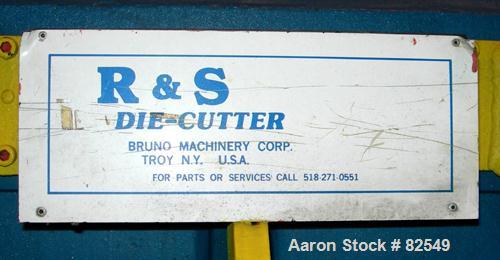 R & S
DIE-CUTTER
BRUNO MACHINERY CORP.
TROY N.Y. U.S.A.
FOR PARTS OR SERVICES CALL 518-271-0551
Aaron Stock # 82549